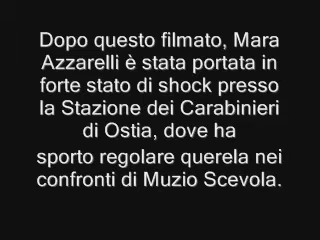 Dopo questo filmato, Mara
Azzarelli è stata portata in
forte stato di shock presso
la Stazione dei Carabinieri
di Ostia, dove ha
sporto regolare querela nei
confronti di Muzio Scevola.